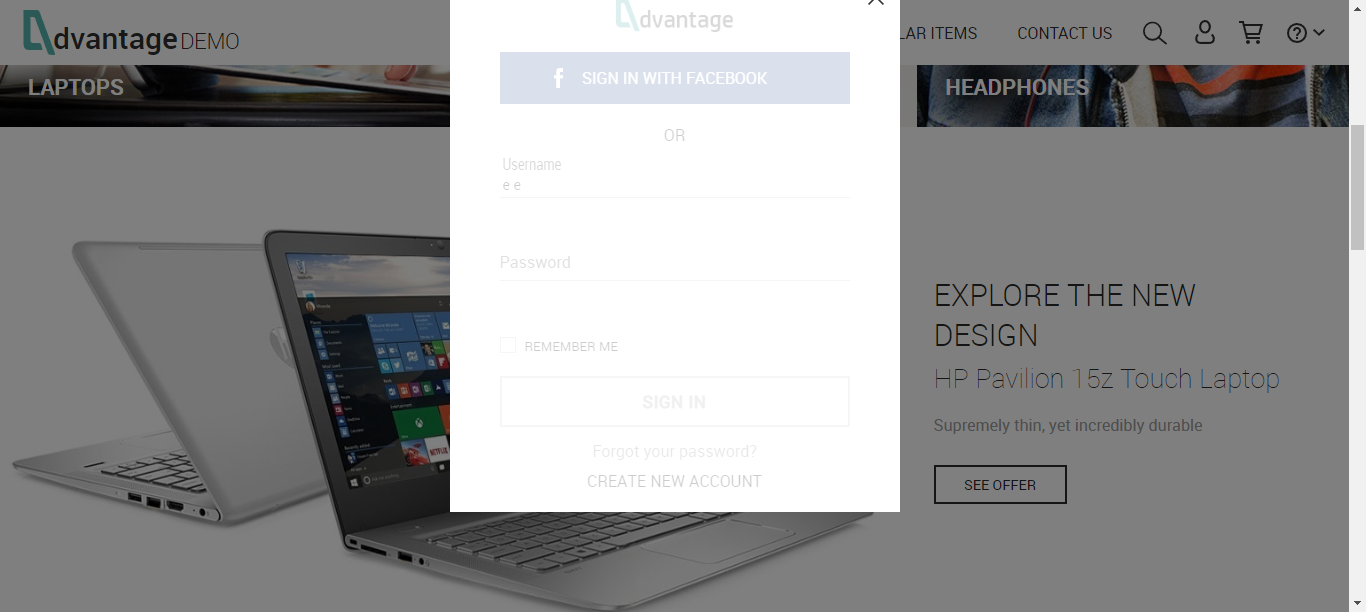 dvantage DEMO
LAR ITEMS
CONTACT US
LAPTOPS
HEADPHONES
dvantage
SIGN IN WITH FACEBOOK
OR
Username
e e
Password
REMEMBER ME
SIGN IN
Forgot your password?
CREATE NEW ACCOUNT
EXPLORE THE NEW
DESIGN
HP Pavilion 15z Touch Laptop
Supremely thin, yet incredibly durable
SEE OFFER
NETFLIX